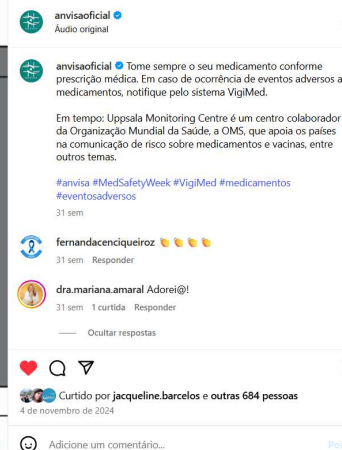 anvisaoficial
Áudio original
anvisaoficial Tome sempre o seu medicamento conforme
prescrição médica. Em caso de ocorrência de eventos adversos a
medicamentos, notifique pelo sistema VigiMed.
Em tempo: Uppsala Monitoring Centre é um centro colaborador
da Organização Mundial da Saúde, a OMS, que apoia os países
na comunicação de risco sobre medicamentos e vacinas, entre
outros temas.
#anvisa #MedSafetyWeek #VigiMed #medicamentos
#eventosadversos
31 sem
fernandacenciqueiroz 👏👏👏👏
31 sem Responder
dra.mariana.amaral Adorei@!
31 sem 1 curtida Responder
Ocultar respostas
Curtido por jacqueline.barcelos e outras 684 pessoas
4 de novembro de 2024
Adicione um comentário...